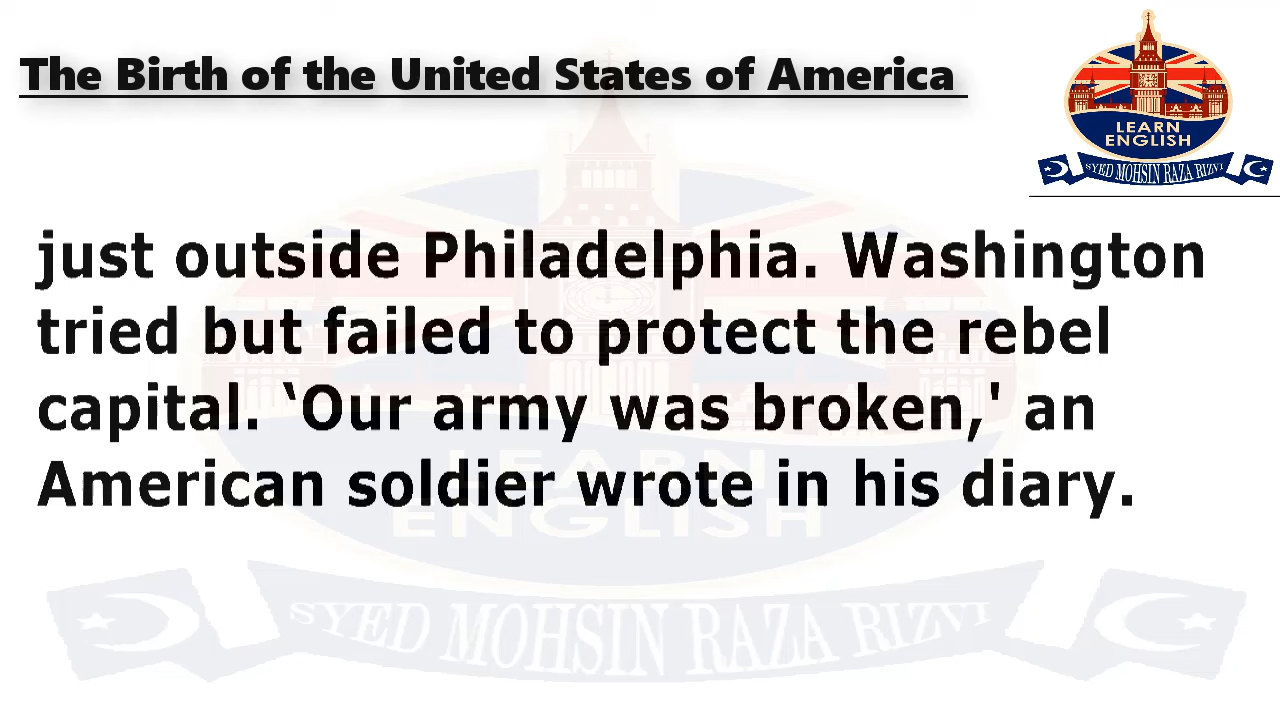 The Birth of the United States of America
LEARN
ENGLISH
SYED MOHSIN RAZA RIZVI
just outside Philadelphia. Washington
tried but failed to protect the rebel
capital. ‛Our army was broken,' an
American soldier wrote in his diary.
LEARN
ENGLISH
SYED MOHSIN RAZA RIZVI